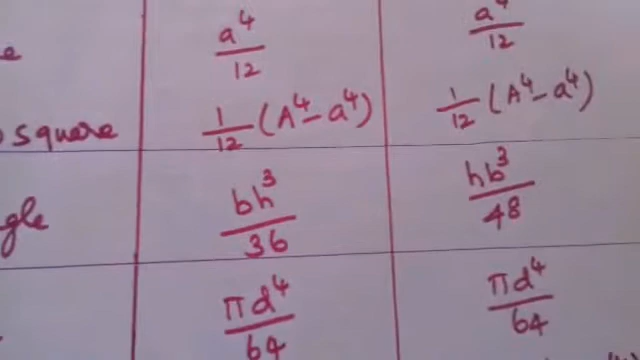 e a⁴/12 a⁴/12
square 1/12 (A⁴-a⁴) 1/12 (A⁴-a⁴)
gle bh³/36 hb³/48
πd⁴/64 πd⁴/64